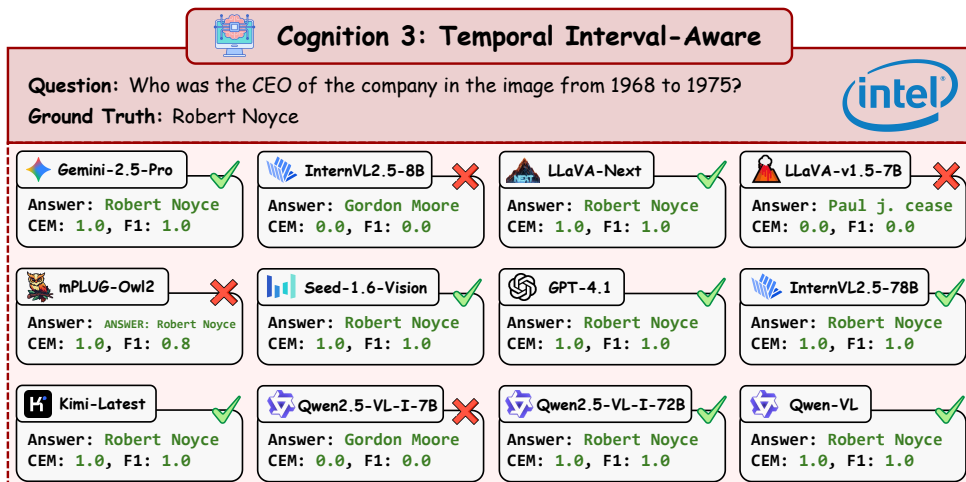 Cognition 3: Temporal Interval-Aware
Question: Who was the CEO of the company in the image from 1968 to 1975?
Ground Truth: Robert Noyce
intel®
Gemini-2.5-Pro
Answer: Robert Noyce
CEM: 1.0, F1: 1.0
InternVL2.5-8B
Answer: Gordon Moore
CEM: 0.0, F1: 0.0
NEXT
LLaVA-Next
Answer: Robert Noyce
CEM: 1.0, F1: 1.0
LLaVA-v1.5-7B
Answer: Paul j. cease
CEM: 0.0, F1: 0.0
mPLUG-Owl2
Answer: ANSWER: Robert Noyce
CEM: 1.0, F1: 0.8
Seed-1.6-Vision
Answer: Robert Noyce
CEM: 1.0, F1: 1.0
GPT-4.1
Answer: Robert Noyce
CEM: 1.0, F1: 1.0
InternVL2.5-78B
Answer: Robert Noyce
CEM: 1.0, F1: 1.0
K
Kimi-Latest
Answer: Robert Noyce
CEM: 1.0, F1: 1.0
Qwen2.5-VL-I-7B
Answer: Gordon Moore
CEM: 0.0, F1: 0.0
Qwen2.5-VL-I-72B
Answer: Robert Noyce
CEM: 1.0, F1: 1.0
Qwen-VL
Answer: Robert Noyce
CEM: 1.0, F1: 1.0